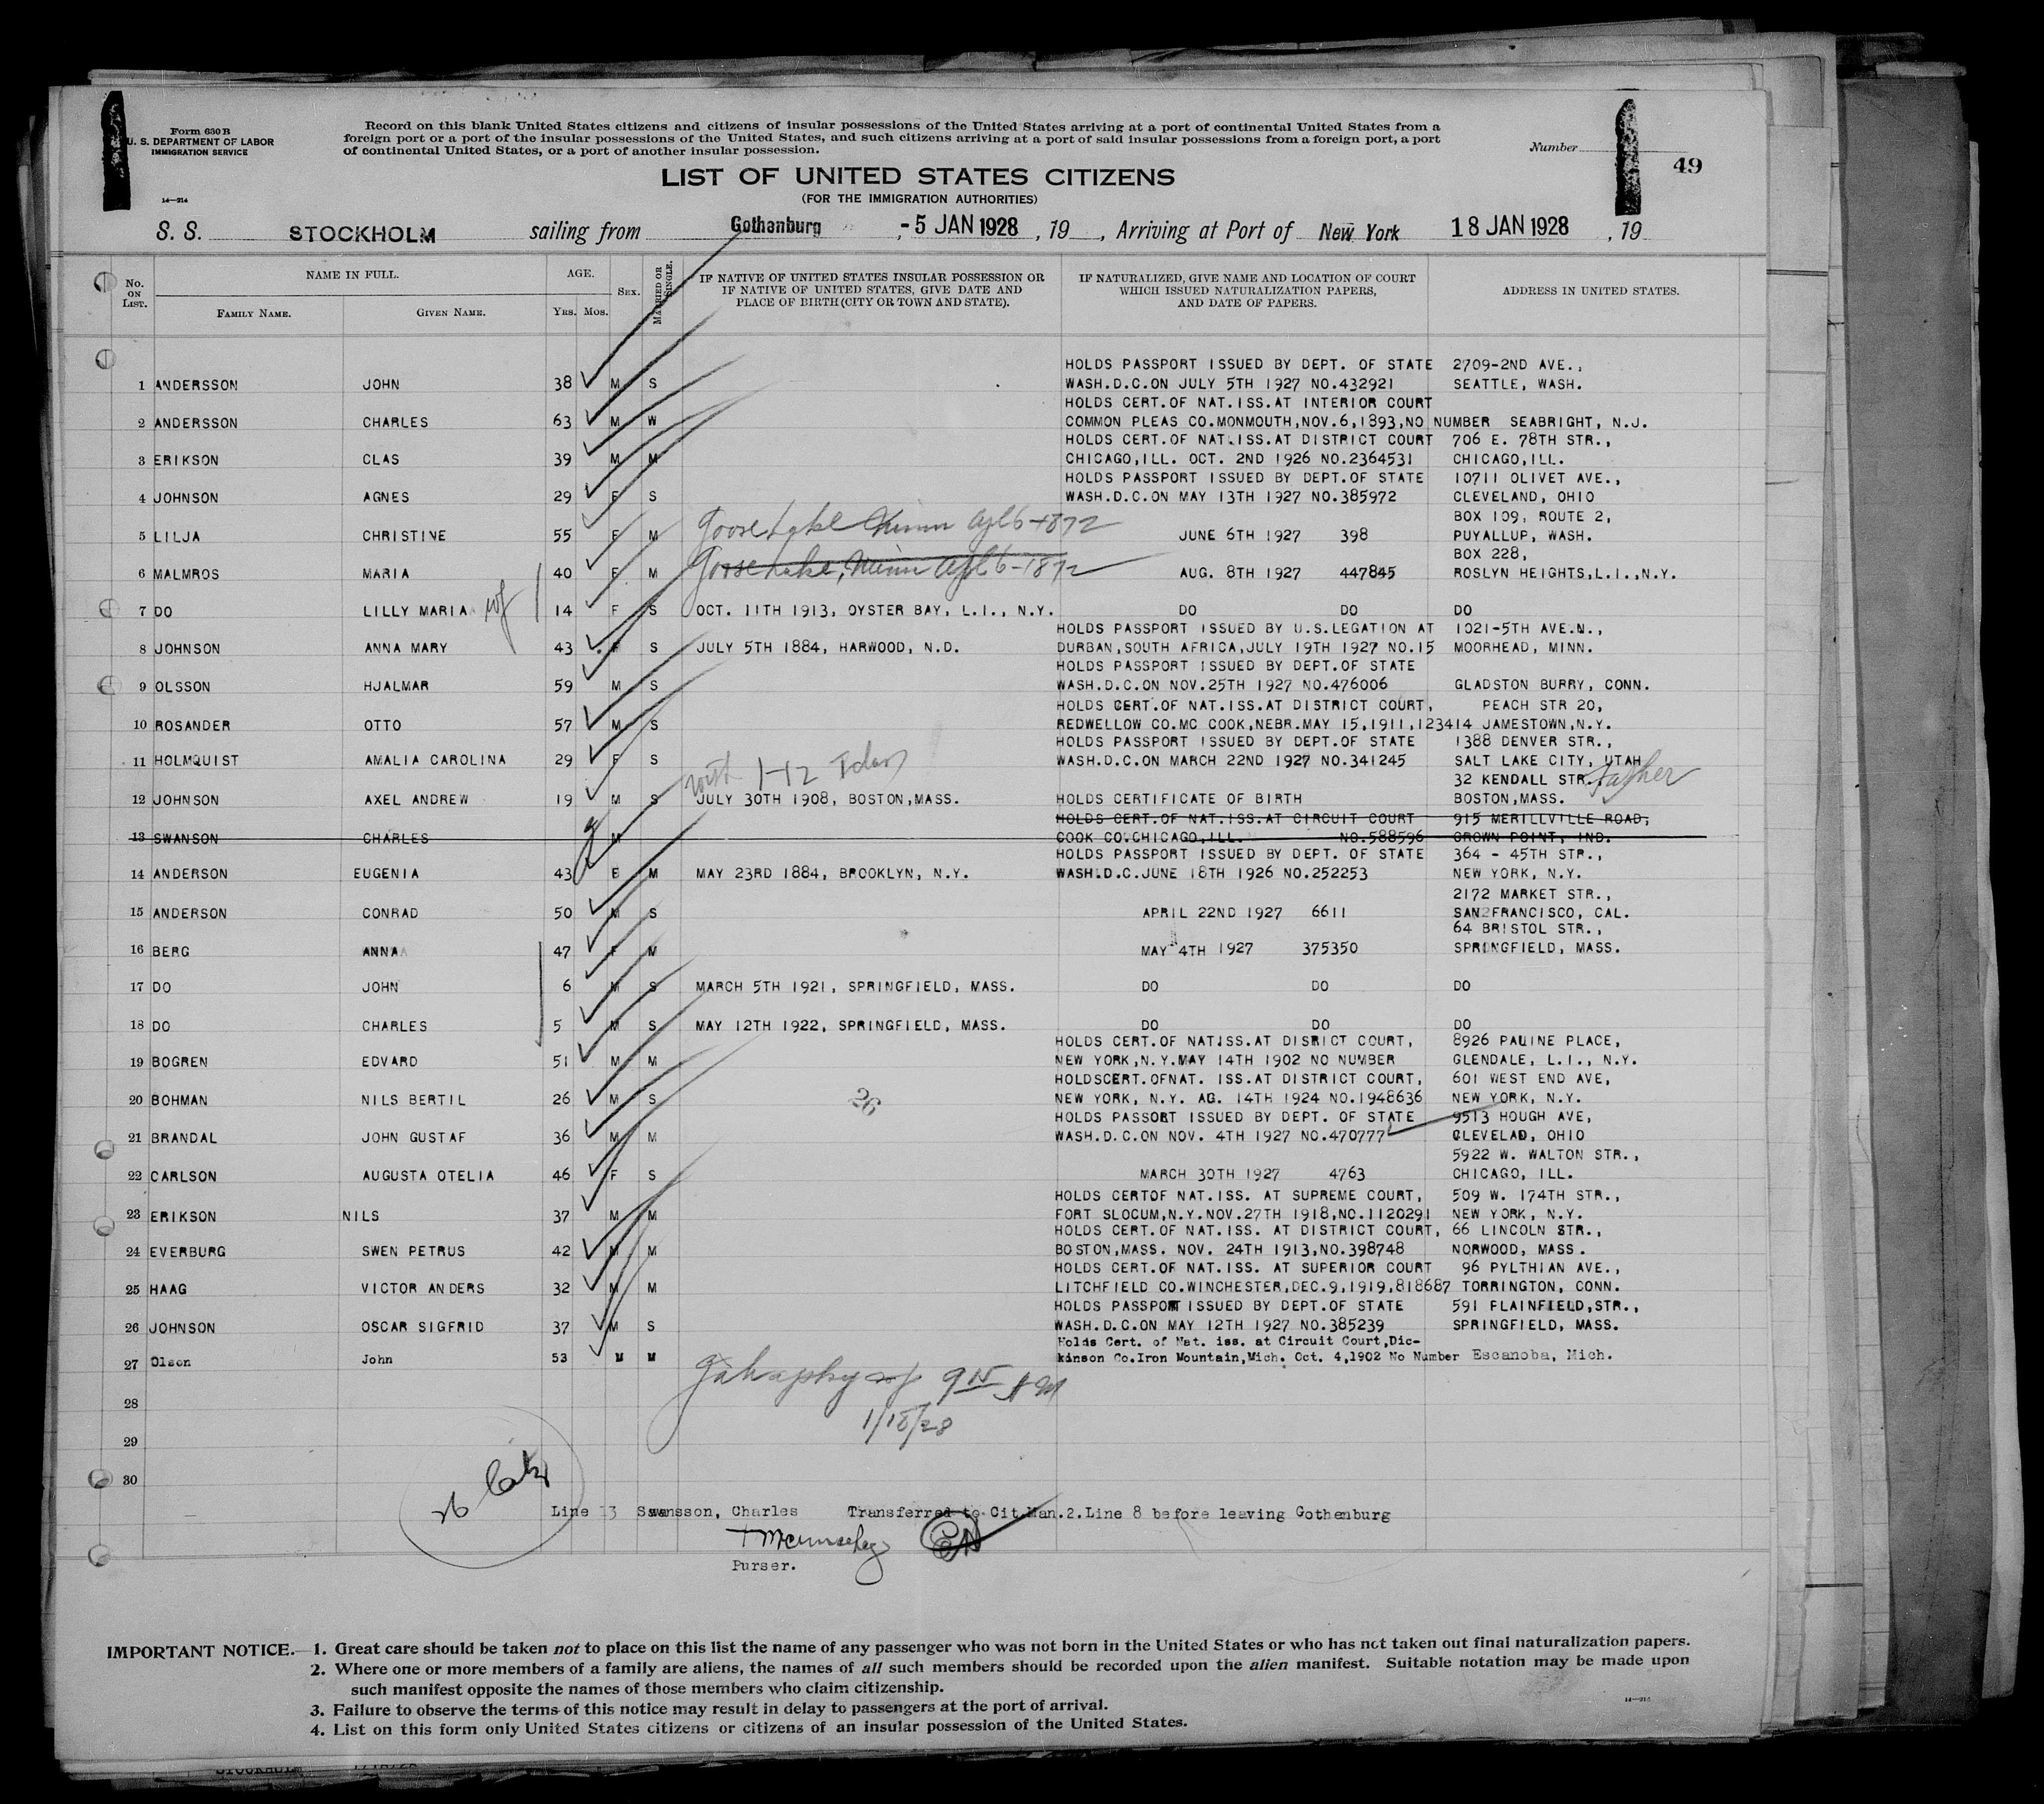 Form 630 B
U. S. DEPARTMENT OF LABOR
IMMIGRATION SERVICE
14—214
Record on this blank United States citizens and citizens of insular possessions of the United States arriving at a port of continental United States from a
foreign port or a port of the insular possessions of the United States, and such citizens arriving at a port of said insular possessions from a foreign port, a port
of continental United States, or a port of another insular possession.
Number
49
LIST OF UNITED STATES CITIZENS
(FOR THE IMMIGRATION AUTHORITIES)
S. S. STOCKHOLM sailing from Gothenburg , -5 JAN 1928 , 19 , Arriving at Port of New York 18 JAN 1928 , 19
No. ON LIST. NAME IN FULL. FAMILY NAME. GIVEN NAME. AGE. YRS. MOS. SEX. MARRIED OR SINGLE.
IF NATIVE OF UNITED STATES INSULAR POSSESSION OR
IF NATIVE OF UNITED STATES, GIVE DATE AND
PLACE OF BIRTH (CITY OR TOWN AND STATE).
IF NATURALIZED, GIVE NAME AND LOCATION OF COURT
WHICH ISSUED NATURALIZATION PAPERS,
AND DATE OF PAPERS.
ADDRESS IN UNITED STATES.
HOLDS PASSPORT ISSUED BY DEPT. OF STATE 2709-2ND AVE.,
1 ANDERSSON JOHN 38 M S WASH.D.C.ON JULY 5TH 1927 NO.432921 SEATTLE, WASH.
HOLDS CERT.OF NAT.ISS.AT INTERIOR COURT
2 ANDERSSON CHARLES 63 M W COMMON PLEAS CO.MONMOUTH,NOV.6,1893,NO NUMBER SEABRIGHT, N.J.
HOLDS CERT.OF NAT.ISS.AT DISTRICT COURT 706 E. 78TH STR.,
3 ERIKSON CLAS 39 M M CHICAGO,ILL. OCT. 2ND 1926 NO.2364531 CHICAGO,ILL.
HOLDS PASSPORT ISSUED BY DEPT.OF STATE 10711 OLIVET AVE.,
4 JOHNSON AGNES 29 F S WASH.D.C.ON MAY 13TH 1927 NO.385972 CLEVELAND, OHIO
Goose Lake Minn Apl 6-1872 BOX 109, ROUTE 2,
5 LILJA CHRISTINE 55 F M JUNE 6TH 1927 398 PUYALLUP, WASH.
BOX 228,
6 MALMROS MARIA 40 F M Goose Lake, Minn Apl 6-1872 AUG. 8TH 1927 447845 ROSLYN HEIGHTS,L.I.,N.Y.
7 DO LILLY MARIA 14 F S OCT. 11TH 1913, OYSTER BAY, L.I., N.Y. DO DO DO
HOLDS PASSPORT ISSUED BY U.S.LEGATION AT 1021-5TH AVE.N.,
8 JOHNSON ANNA MARY 43 F S JULY 5TH 1884, HARWOOD, N.D. DURBAN,SOUTH AFRICA,JULY 19TH 1927 NO.15 MOORHEAD, MINN.
HOLDS PASSPORT ISSUED BY DEPT.OF STATE
9 OLSSON HJALMAR 59 M S WASH.D.C.ON NOV.25TH 1927 NO.476006 GLADSTON BURRY, CONN.
HOLDS CERT.OF NAT.ISS.AT DISTRICT COURT, PEACH STR 20,
10 ROSANDER OTTO 57 M S REDWELLOW CO.MC COOK,NEBR.MAY 15,1911,123414 JAMESTOWN,N.Y.
HOLDS PASSPORT ISSUED BY DEPT.OF STATE 1388 DENVER STR.,
11 HOLMQUIST AMALIA CAROLINA 29 F S WASH.D.C.ON MARCH 22ND 1927 NO.341245 SALT LAKE CITY, UTAH
32 KENDALL STR., Father
12 JOHNSON AXEL ANDREW 19 M S JULY 30TH 1908, BOSTON,MASS. HOLDS CERTIFICATE OF BIRTH BOSTON,MASS.
HOLDS CERT.OF NAT.ISS.AT CIRCUIT COURT 915 MERILLVILLE ROAD,
13 SWANSON CHARLES M COOK CO.CHICAGO,ILL. NO.588596 CROWN POINT, IND.
HOLDS PASSPORT ISSUED BY DEPT. OF STATE 364 - 45TH STR.,
14 ANDERSON EUGENIA 43 F M MAY 23RD 1884, BROOKLYN, N.Y. WASH.D.C.JUNE 18TH 1926 NO.252253 NEW YORK, N.Y.
2172 MARKET STR.,
15 ANDERSON CONRAD 50 M S APRIL 22ND 1927 6611 SAN FRANCISCO, CAL.
64 BRISTOL STR.,
16 BERG ANNA 47 F M MAY 4TH 1927 375350 SPRINGFIELD, MASS.
17 DO JOHN 6 M S MARCH 5TH 1921, SPRINGFIELD, MASS. DO DO DO
18 DO CHARLES 5 M S MAY 12TH 1922, SPRINGFIELD, MASS. DO DO DO
HOLDS CERT.OF NATISS.AT DISRICT COURT, 8926 PAUINE PLACE,
19 BOGREN EDVARD 51 M M NEW YORK,N.Y.MAY 14TH 1902 NO NUMBER GLENDALE, L.I., N.Y.
HOLDSCERT.OFNAT. ISS.AT DISTRICT COURT, 601 WEST END AVE,
20 BOHMAN NILS BERTIL 26 M S 26 NEW YORK, N.Y. AG. 14TH 1924 NO.1948636 NEW YORK, N.Y.
HOLDS PASSORT ISSUED BY DEPT. OF STATE 9513 HOUGH AVE,
21 BRANDAL JOHN GUSTAF 36 M M WASH.D.C.ON NOV. 4TH 1927 NO.470777 CLEVELAD, OHIO
5922 W. WALTON STR.,
22 CARLSON AUGUSTA OTELIA 46 F S MARCH 30TH 1927 4763 CHICAGO, ILL.
HOLDS CERTOF NAT.ISS. AT SUPREME COURT, 509 W. 174TH STR.,
23 ERIKSON NILS 37 M M FORT SLOCUM,N.Y.NOV.27TH 1918,NO.1120291 NEW YORK, N.Y.
HOLDS CERT.OF NAT.ISS. AT DISTRICT COURT, 66 LINCOLN STR.,
24 EVERBURG SWEN PETRUS 42 M M BOSTON,MASS. NOV. 24TH 1913,NO.398748 NORWOOD, MASS.
HOLDS CERT.OF NAT.ISS. AT SUPERIOR COURT 96 PYLTHIAN AVE.,
25 HAAG VICTOR ANDERS 32 M M LITCHFIELD CO.WINCHESTER,DEC.9,1919,818687 TORRINGTON, CONN.
HOLDS PASSPORT ISSUED BY DEPT.OF STATE 591 FLAINFIELD,STR.,
26 JOHNSON OSCAR SIGFRID 37 M S WASH.D.C.ON MAY 12TH 1927 NO.385239 SPRINGFIELD, MASS.
Holds Cert. of Nat. iss. at Circuit Court,Dic-
27 Olson John 53 M M kinson Co.Iron Mountain,Mich. Oct. 4,1902 No Number Escanoba, Mich.
9 15 AM
28
1/18/28
29
30
Line 13 Swansson, Charles Transferred to Cit.Man.2.Line 8 before leaving Gothenburg
Purser.
IMPORTANT NOTICE.—1. Great care should be taken not to place on this list the name of any passenger who was not born in the United States or who has not taken out final naturalization papers.
2. Where one or more members of a family are aliens, the names of all such members should be recorded upon the alien manifest. Suitable notation may be made upon
such manifest opposite the names of those members who claim citizenship.
3. Failure to observe the terms of this notice may result in delay to passengers at the port of arrival.
4. List on this form only United States citizens or citizens of an insular possession of the United States.
14—214